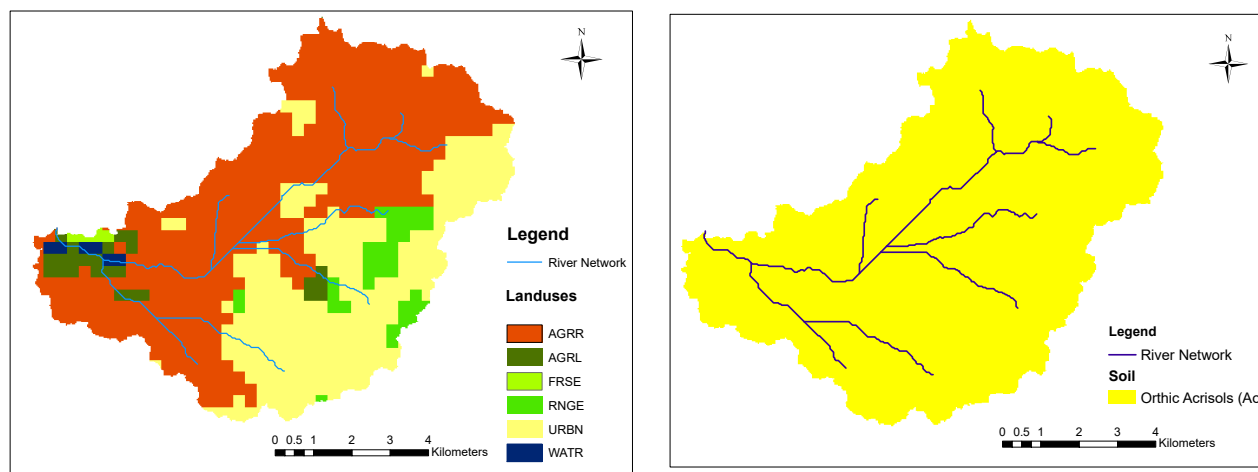 N
Legend
River Network
Landuses
AGRR
AGRL
FRSE
RNGE
URBN
WATR
0 0.5 1 2 3 4
Kilometers
N
Legend
River Network
Soil
Orthic Acrisols (Ac
0 0.5 1 2 3 4
Kilometers